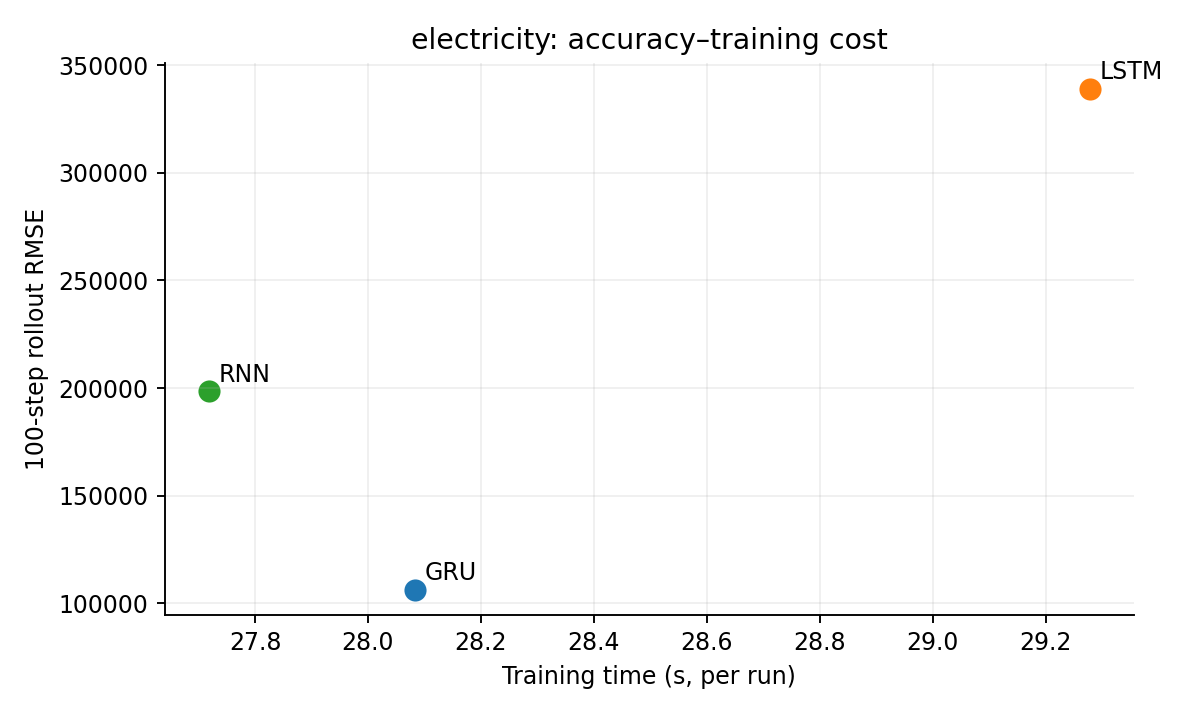 electricity: accuracy–training cost
350000
300000
250000
200000
150000
100000
100-step rollout RMSE
LSTM
RNN
GRU
27.8 28.0 28.2 28.4 28.6 28.8 29.0 29.2
Training time (s, per run)